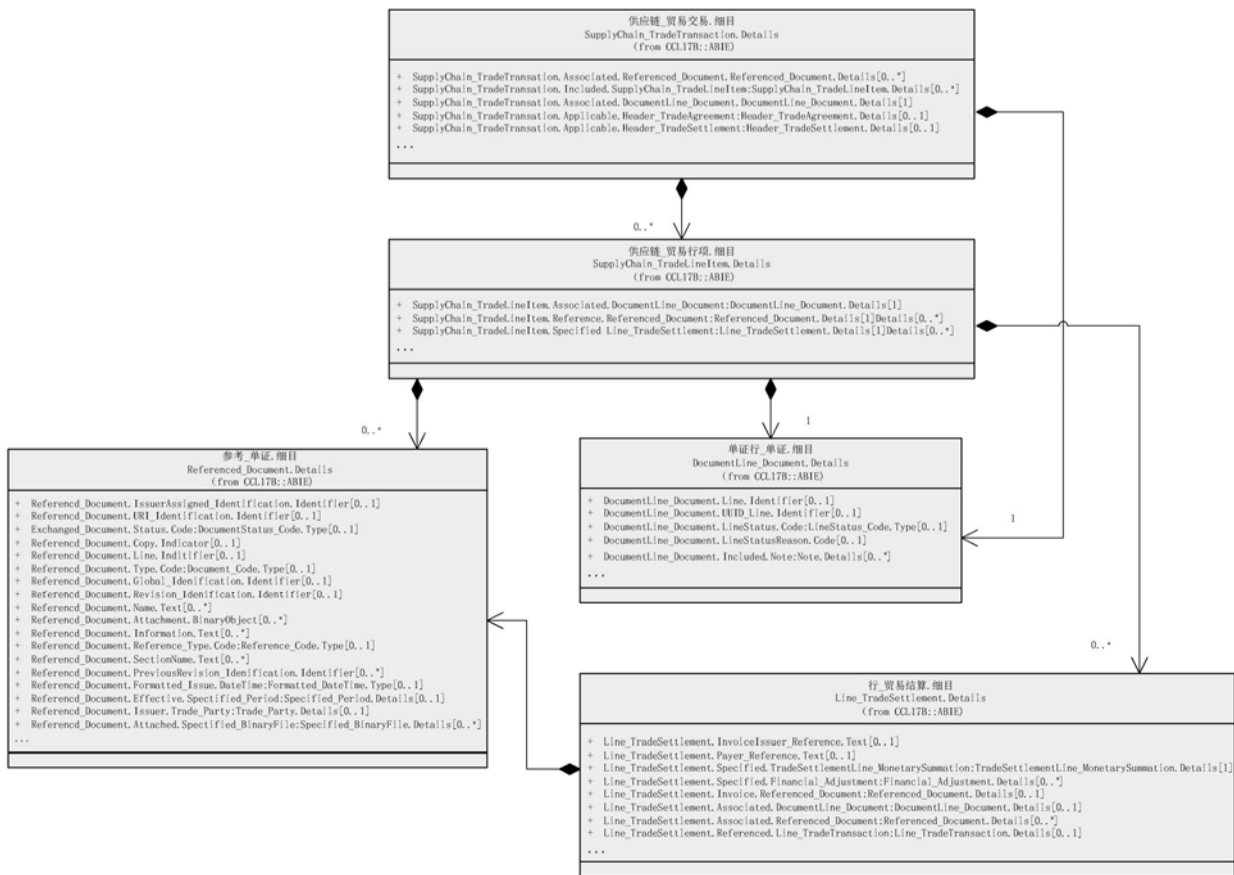 供应链_贸易交易.细目
SupplyChain_TradeTransaction.Details
(from CCL17B::ABIE)
+ SupplyChain_TradeTransation.Associated.Referenced_Document.Referenced_Document.Details[0..*]
+ SupplyChain_TradeTransation.Included.SupplyChain_TradeLineItem:SupplyChain_TradeLineItem.Details[0..*]
+ SupplyChain_TradeTransation.Associated.DocumentLine_Document.DocumentLine_Document.Details[1]
+ SupplyChain_TradeTransation.Applicable.Header_TradeAgreement:Header_TradeAgreement.Details[0..1]
+ SupplyChain_TradeTransation.Applicable.Header_TradeSettlement:Header_TradeSettlement.Details[0..1]
...
0..*
供应链_贸易行项.细目
SupplyChain_TradeLineItem.Details
(from CCL17B::ABIE)
+ SupplyChain_TradeLineItem.Associated.DocumentLine_Document:DocumentLine_Document.Details[1]
+ SupplyChain_TradeLineItem.Reference.Referenced_Document:Referenced_Document.Details[1]Details[0..*]
+ SupplyChain_TradeLineItem.Specified Line_TradeSettlement:Line_TradeSettlement.Details[1]Details[0..*]
...
0..*
1
参考_单证.细目
Referenced_Document.Details
(from CCL17B::ABIE)
+ Referencd_Document.IssuerAssigned_Identification.Identifier[0..1]
+ Referencd_Document.URI_Identification.Identifier[0..1]
+ Exchanged_Document.Status.Code:DocumentStatus_Code.Type[0..1]
+ Referencd_Document.Copy.Indicator[0..1]
+ Referencd_Document.Line.Inditifier[0..1]
+ Referencd_Document.Type.Code:Document_Code.Type[0..1]
+ Referencd_Document.Global_Idenification.Identifier[0..1]
+ Referencd_Document.Revision_Idenification.Identifier[0..1]
+ Referencd_Document.Name.Text[0..*]
+ Referencd_Document.Attachment.BinaryObject[0..*]
+ Referencd_Document.Information.Text[0..*]
+ Referencd_Document.Reference_Type.Code:Reference_Code.Type[0..1]
+ Referencd_Document.SectionName.Text[0..*]
+ Referencd_Document.PreviousRevision_Idenification.Identifier[0..*]
+ Referencd_Document.Formatted_Issue.DateTime:Formatted_DateTime.Type[0..1]
+ Referencd_Document.Effective.Spectified_Period:Specified_Period.Details[0..1]
+ Referencd_Document.Issuer.Trade_Party:Trade_Party.Details[0..1]
+ Referencd_Document.Attached.Spectified_BinaryFile:Specified_BinaryFile.Details[0..*]
...
单证行_单证.细目
DocumentLine_Document.Details
(from CCL17B::ABIE)
+ DocumentLine_Document.Line.Identifier[0..1]
+ DocumentLine_Document.UUID_Line.Identifier[0..1]
+ DocumentLine_Document.LineStatus.Code:LineStatus_Code.Type[0..1]
+ DocumentLine_Document.LineStatusReason.Code[0..1]
+ DocumentLine_Document.Included.Note:Note.Details[0..*]
...
1
0..*
行_贸易结算.细目
Line_TradeSettlement.Details
(from CCL17B::ABIE)
+ Line_TradeSettlement.InvoiceIssuer_Reference.Text[0..1]
+ Line_TradeSettlement.Payer_Reference.Text[0..1]
+ Line_TradeSettlement.Specified.TradeSettlementLine_MonetarySummation:TradeSettlementLine_MonetarySummation.Details[1]
+ Line_TradeSettlement.Specified.Financial_Adjustment:Financial_Adjustment.Details[0..*]
+ Line_TradeSettlement.Invoice.Referenced_Document:Referenced_Document.Details[0..1]
+ Line_TradeSettlement.Associated.DocumentLine_Document:DocumentLine_Document.Details[0..1]
+ Line_TradeSettlement.Associated.Referenced_Document:Referenced_Document.Details[0..*]
+ Line_TradeSettlement.Referenced.Line_TradeTransaction:Line_TradeTransaction.Details[0..1]
...